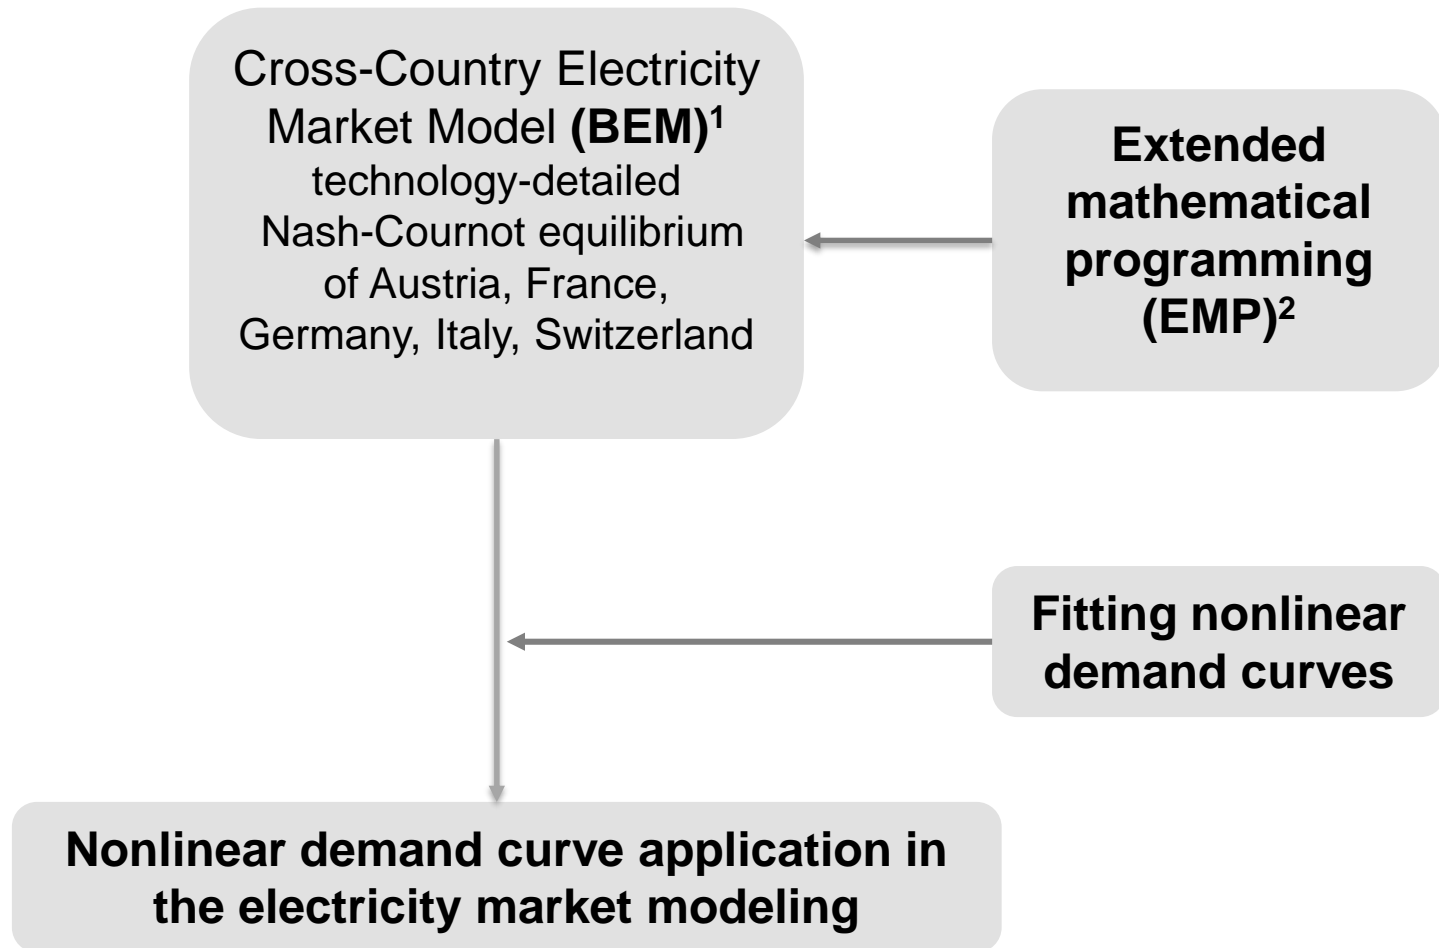 Cross-Country Electricity
Market Model (BEM)¹
technology-detailed
Nash-Cournot equilibrium
of Austria, France,
Germany, Italy, Switzerland
Extended
mathematical
programming
(EMP)²
Fitting nonlinear
demand curves
Nonlinear demand curve application in
the electricity market modeling